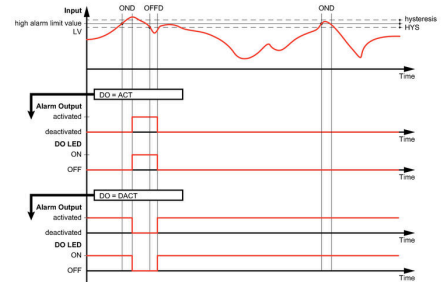 OND OFFD OND
Input
high alarm limit value
LV
hysteresis
HYS
Time
DO = ACT
Alarm Output
activated
deactivated
Time
DO LED
ON
OFF
Time
DO = DACT
Alarm Output
activated
deactivated
Time
DO LED
ON
OFF
Time